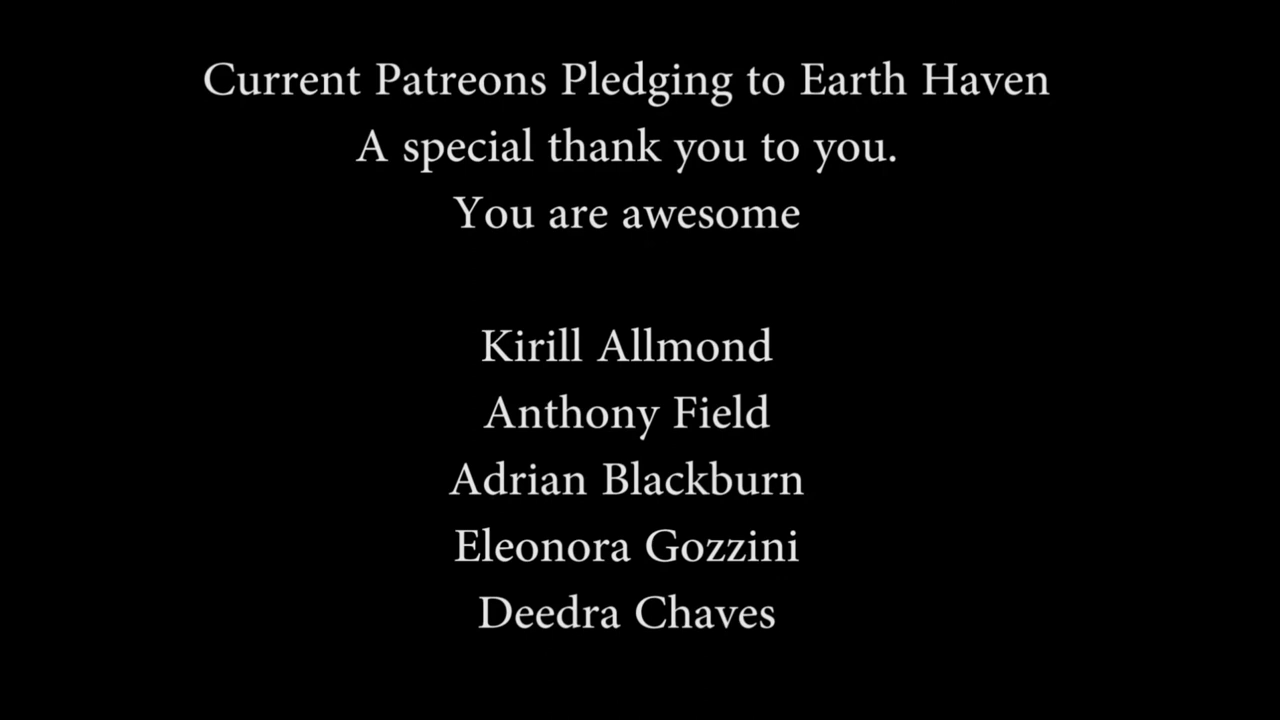 Current Patreons Pledging to Earth Haven
A special thank you to you.
You are awesome
Kirill Allmond
Anthony Field
Adrian Blackburn
Eleonora Gozzini
Deedra Chaves